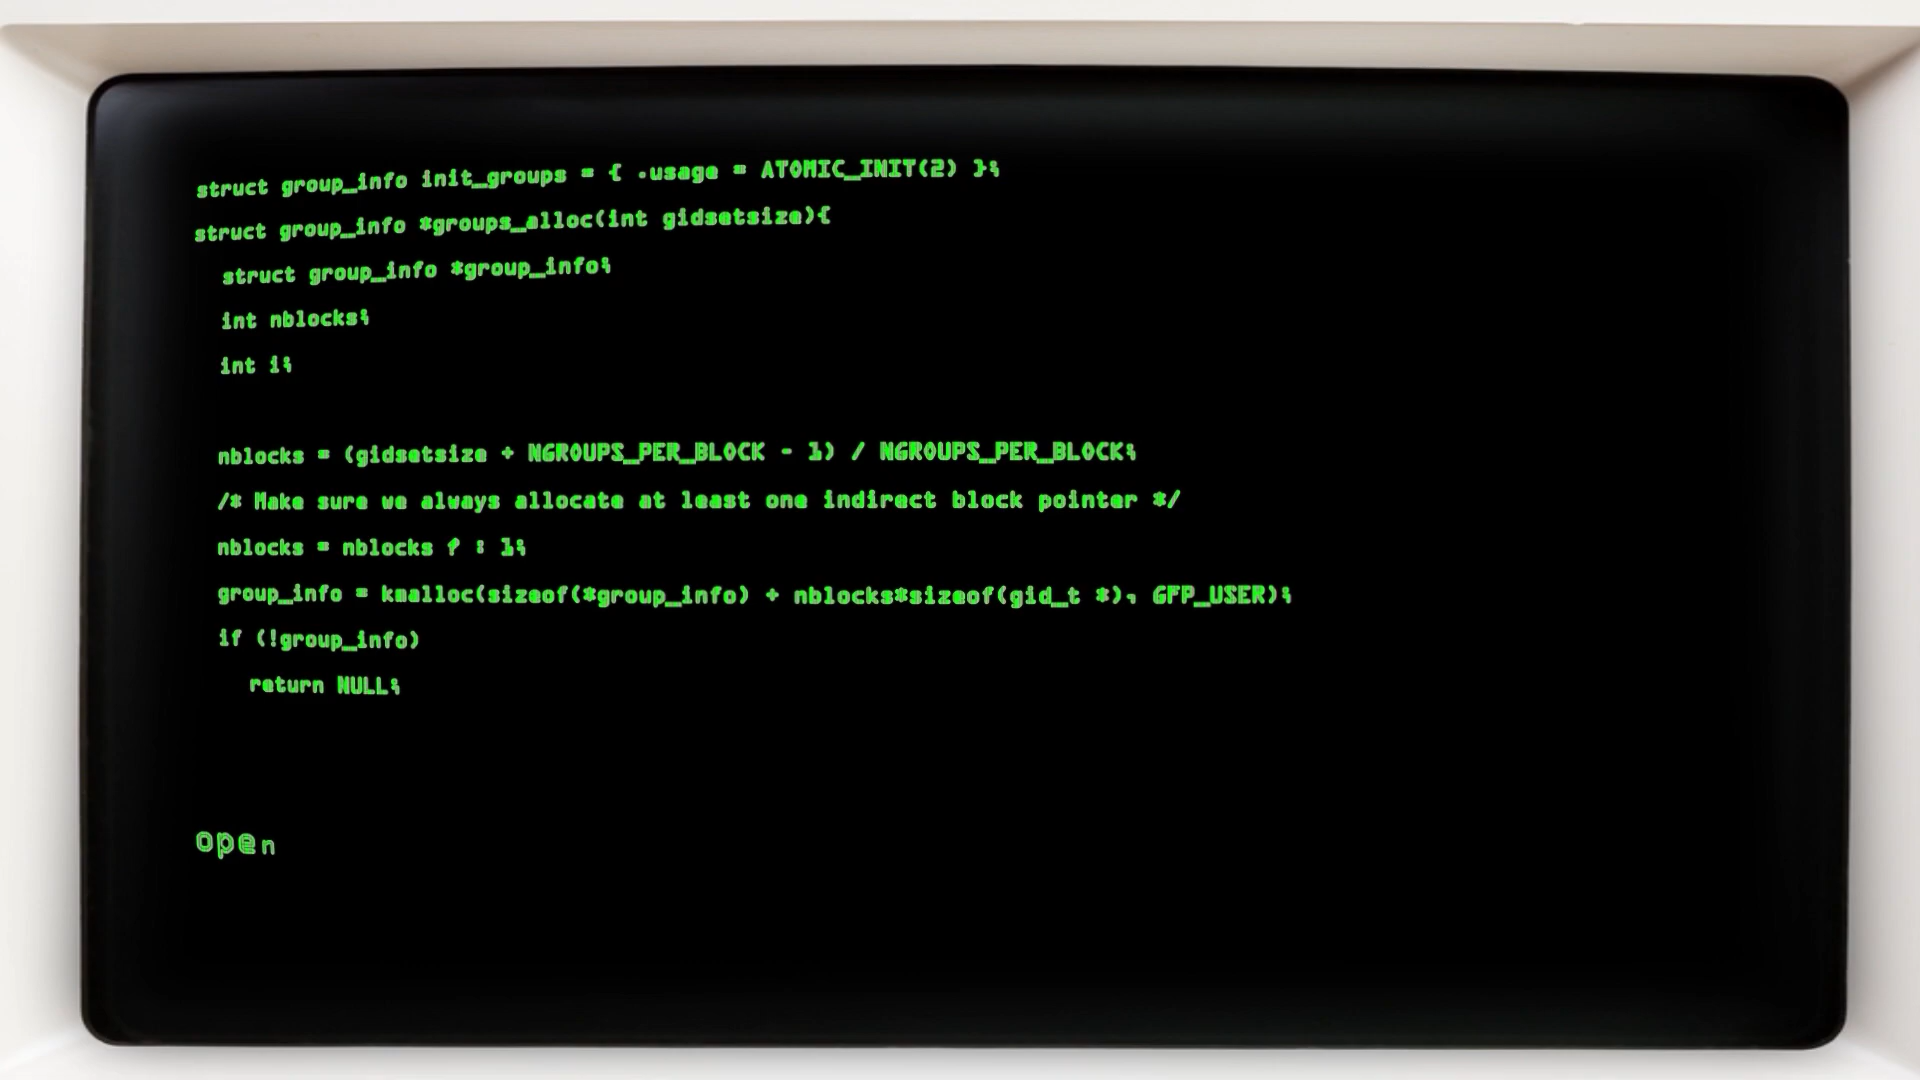 struct group_info init_groups = { .usage = ATOMIC_INIT(2) };
struct group_info *groups_alloc(int gidsetsize){
struct group_info *group_info;
int nblocks;
int i;
nblocks = (gidsetsize + NGROUPS_PER_BLOCK - 1) / NGROUPS_PER_BLOCK;
/* Make sure we always allocate at least one indirect block pointer */
nblocks = nblocks ? : 1;
group_info = kmalloc(sizeof(*group_info) + nblocks*sizeof(gid_t *), GFP_USER);
if (!group_info)
return NULL;
open